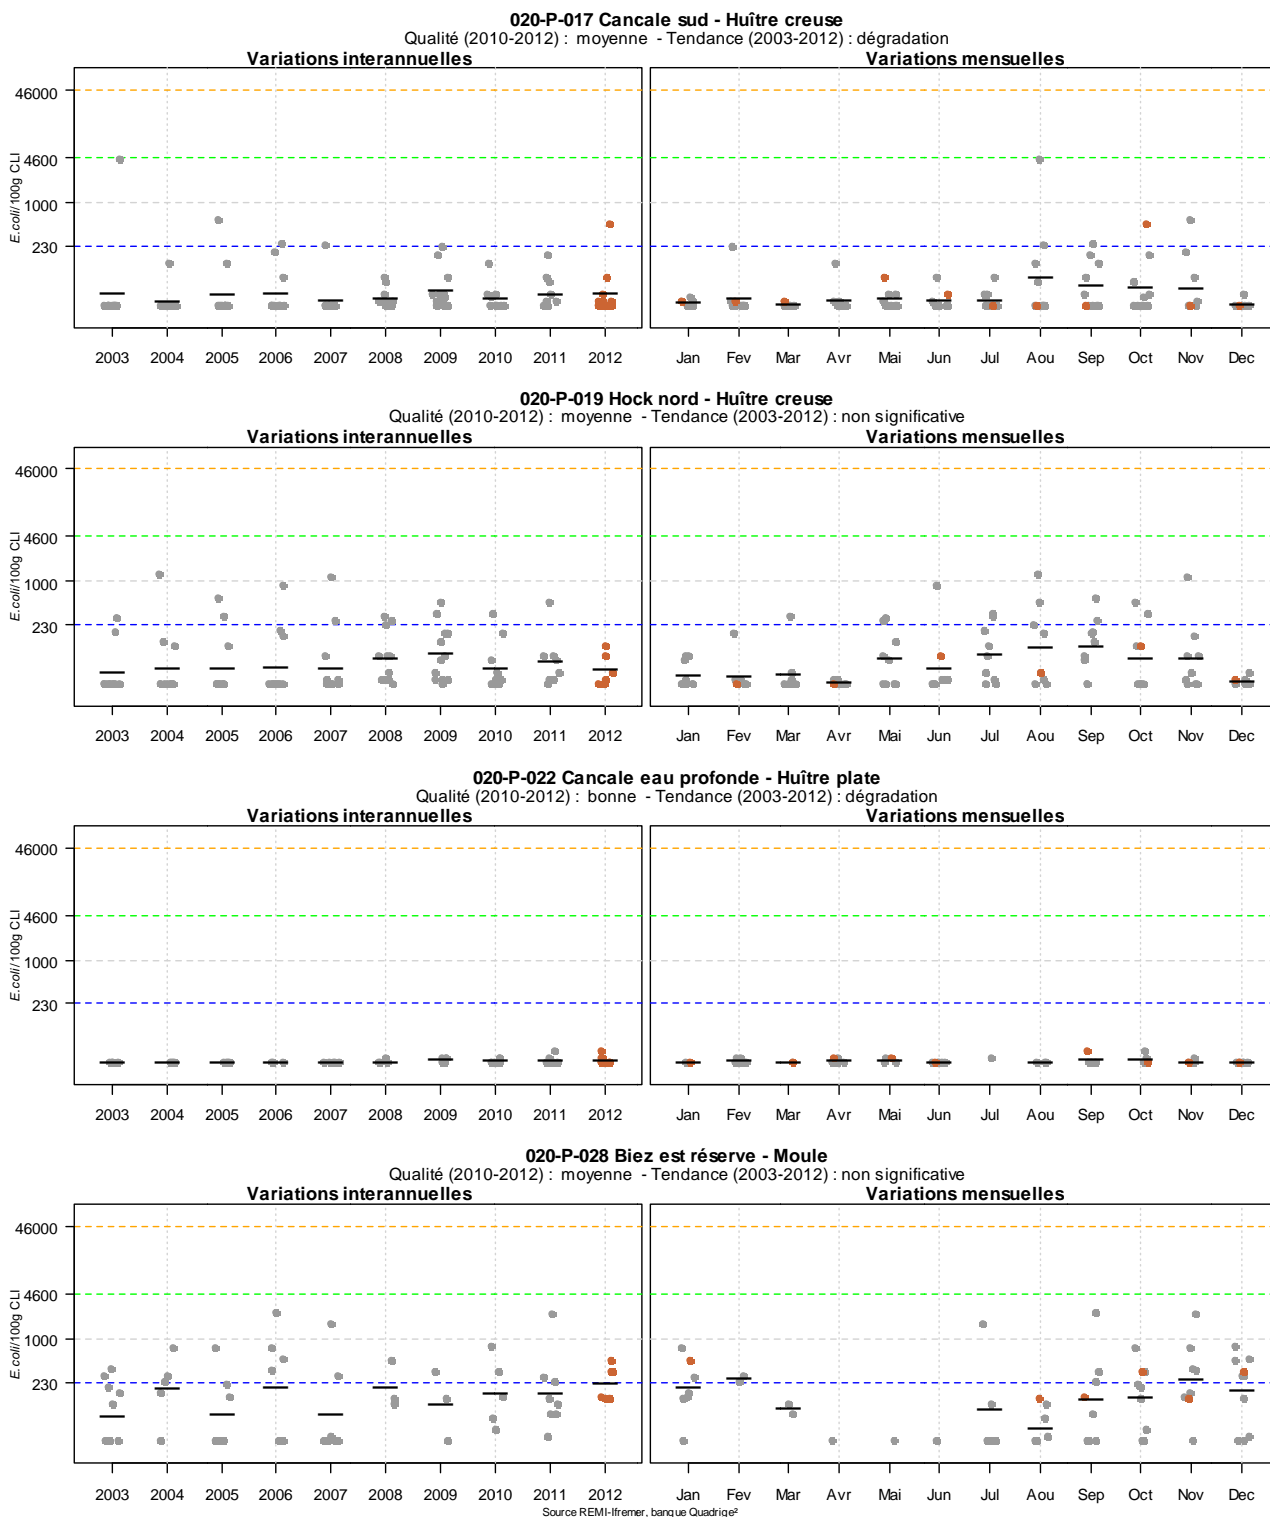 020-P-017 Cancale sud - Huître creuse
Qualité (2010-2012) : moyenne - Tendance (2003-2012) : dégradation
Variations interannuelles
Variations mensuelles
46000
4600
1000
230
E.coli/100g CLI
2003 2004 2005 2006 2007 2008 2009 2010 2011 2012
Jan Fev Mar Avr Mai Jun Jul Aou Sep Oct Nov Dec
020-P-019 Hock nord - Huître creuse
Qualité (2010-2012) : moyenne - Tendance (2003-2012) : non significative
Variations interannuelles
Variations mensuelles
46000
4600
1000
230
E.coli/100g CLI
2003 2004 2005 2006 2007 2008 2009 2010 2011 2012
Jan Fev Mar Avr Mai Jun Jul Aou Sep Oct Nov Dec
020-P-022 Cancale eau profonde - Huître plate
Qualité (2010-2012) : bonne - Tendance (2003-2012) : dégradation
Variations interannuelles
Variations mensuelles
46000
4600
1000
230
E.coli/100g CLI
2003 2004 2005 2006 2007 2008 2009 2010 2011 2012
Jan Fev Mar Avr Mai Jun Jul Aou Sep Oct Nov Dec
020-P-028 Biez est réserve - Moule
Qualité (2010-2012) : moyenne - Tendance (2003-2012) : non significative
Variations interannuelles
Variations mensuelles
46000
4600
1000
230
E.coli/100g CLI
2003 2004 2005 2006 2007 2008 2009 2010 2011 2012
Jan Fev Mar Avr Mai Jun Jul Aou Sep Oct Nov Dec
Source REMI-Ifremer, banque Quadrige²